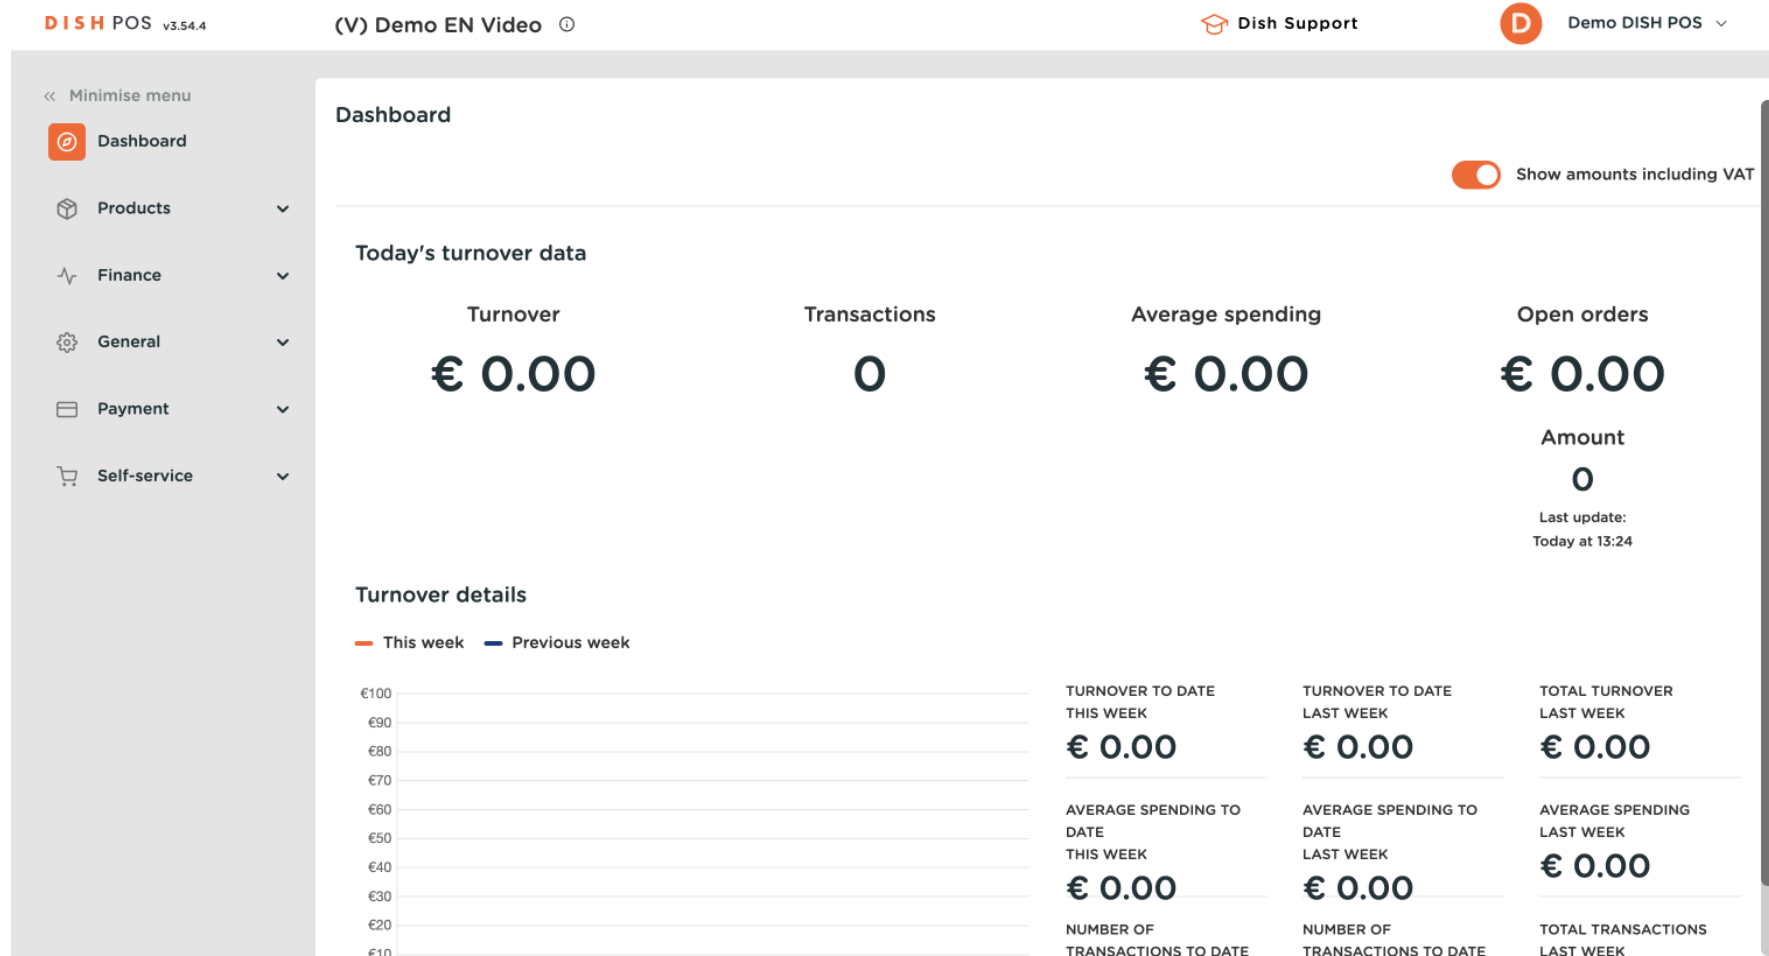 DISH POS v3.54.4
(V) Demo EN Video
Dish Support
D
Demo DISH POS
Minimise menu
Dashboard
Products
Finance
General
Payment
Self-service
Dashboard
Show amounts including VAT
Today's turnover data
Turnover
€ 0.00
Transactions
0
Average spending
€ 0.00
Open orders
€ 0.00
Amount
0
Last update:
Today at 13:24
Turnover details
This week
Previous week
€100
€90
€80
€70
€60
€50
€40
€30
€20
€10
TURNOVER TO DATE
THIS WEEK
€ 0.00
TURNOVER TO DATE
LAST WEEK
€ 0.00
TOTAL TURNOVER
LAST WEEK
€ 0.00
AVERAGE SPENDING TO
DATE
THIS WEEK
€ 0.00
AVERAGE SPENDING TO
DATE
LAST WEEK
€ 0.00
AVERAGE SPENDING
LAST WEEK
€ 0.00
NUMBER OF
TRANSACTIONS TO DATE
NUMBER OF
TRANSACTIONS TO DATE
TOTAL TRANSACTIONS
LAST WEEK